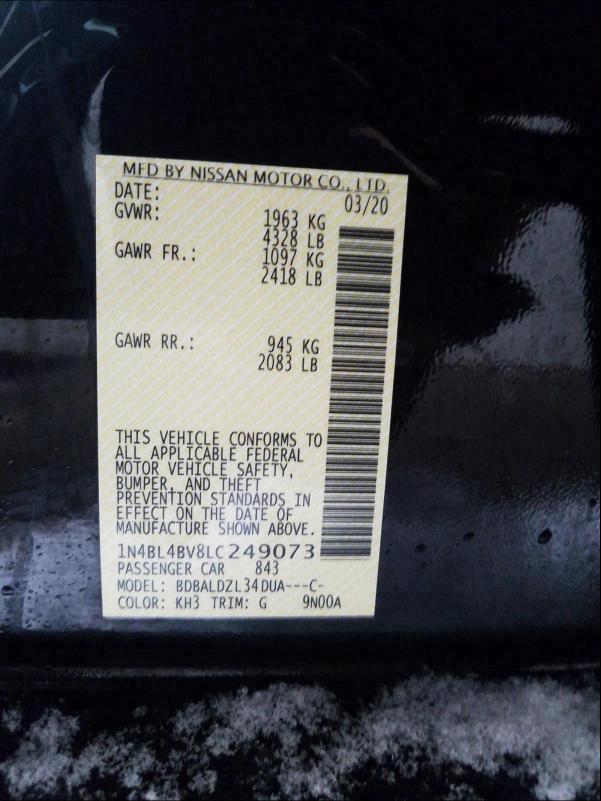 MFD BY NISSAN MOTOR CO., LTD.
DATE: 03/20
GVWR: 1963 KG
4328 LB
GAWR FR.: 1097 KG
2418 LB
GAWR RR.: 945 KG
2083 LB
THIS VEHICLE CONFORMS TO
ALL APPLICABLE FEDERAL
MOTOR VEHICLE SAFETY,
BUMPER, AND THEFT
PREVENTION STANDARDS IN
EFFECT ON THE DATE OF
MANUFACTURE SHOWN ABOVE.
1N4BL4BV8LC249073
PASSENGER CAR 843
MODEL: BDBALDZL34DUA---C-
COLOR: KH3 TRIM: G 9N00A